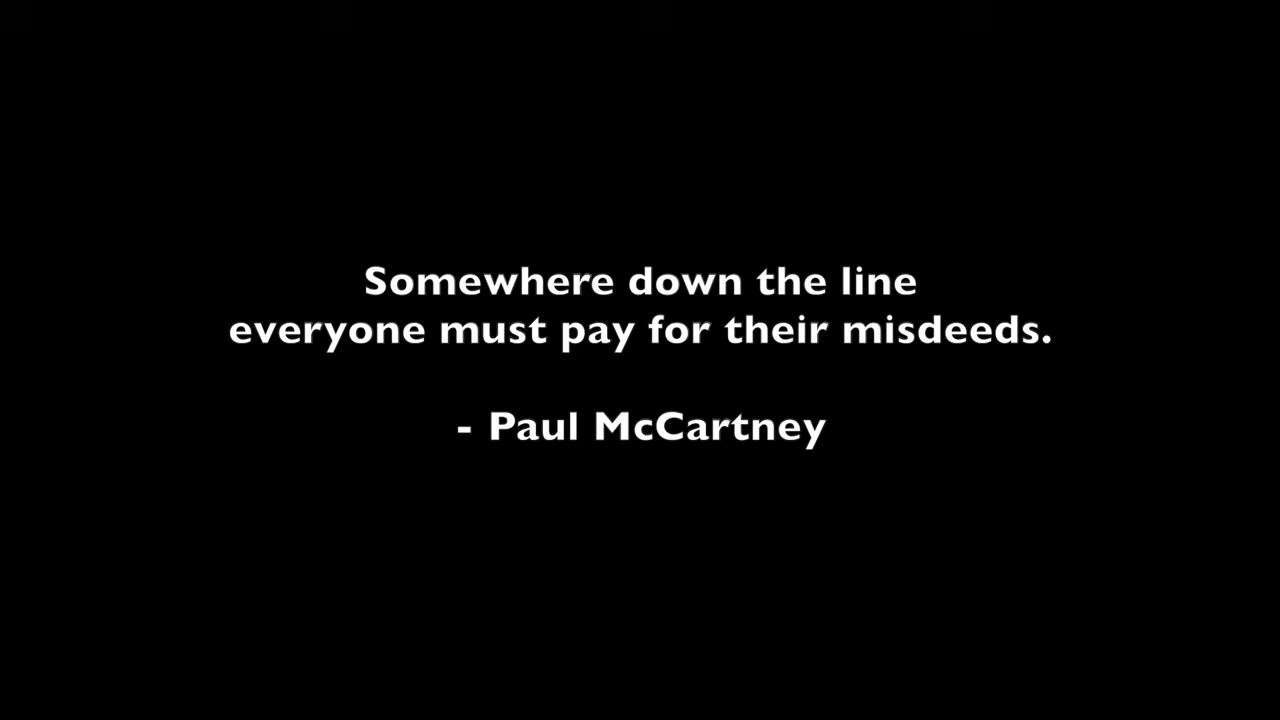 Somewhere down the line
everyone must pay for their misdeeds.
- Paul McCartney